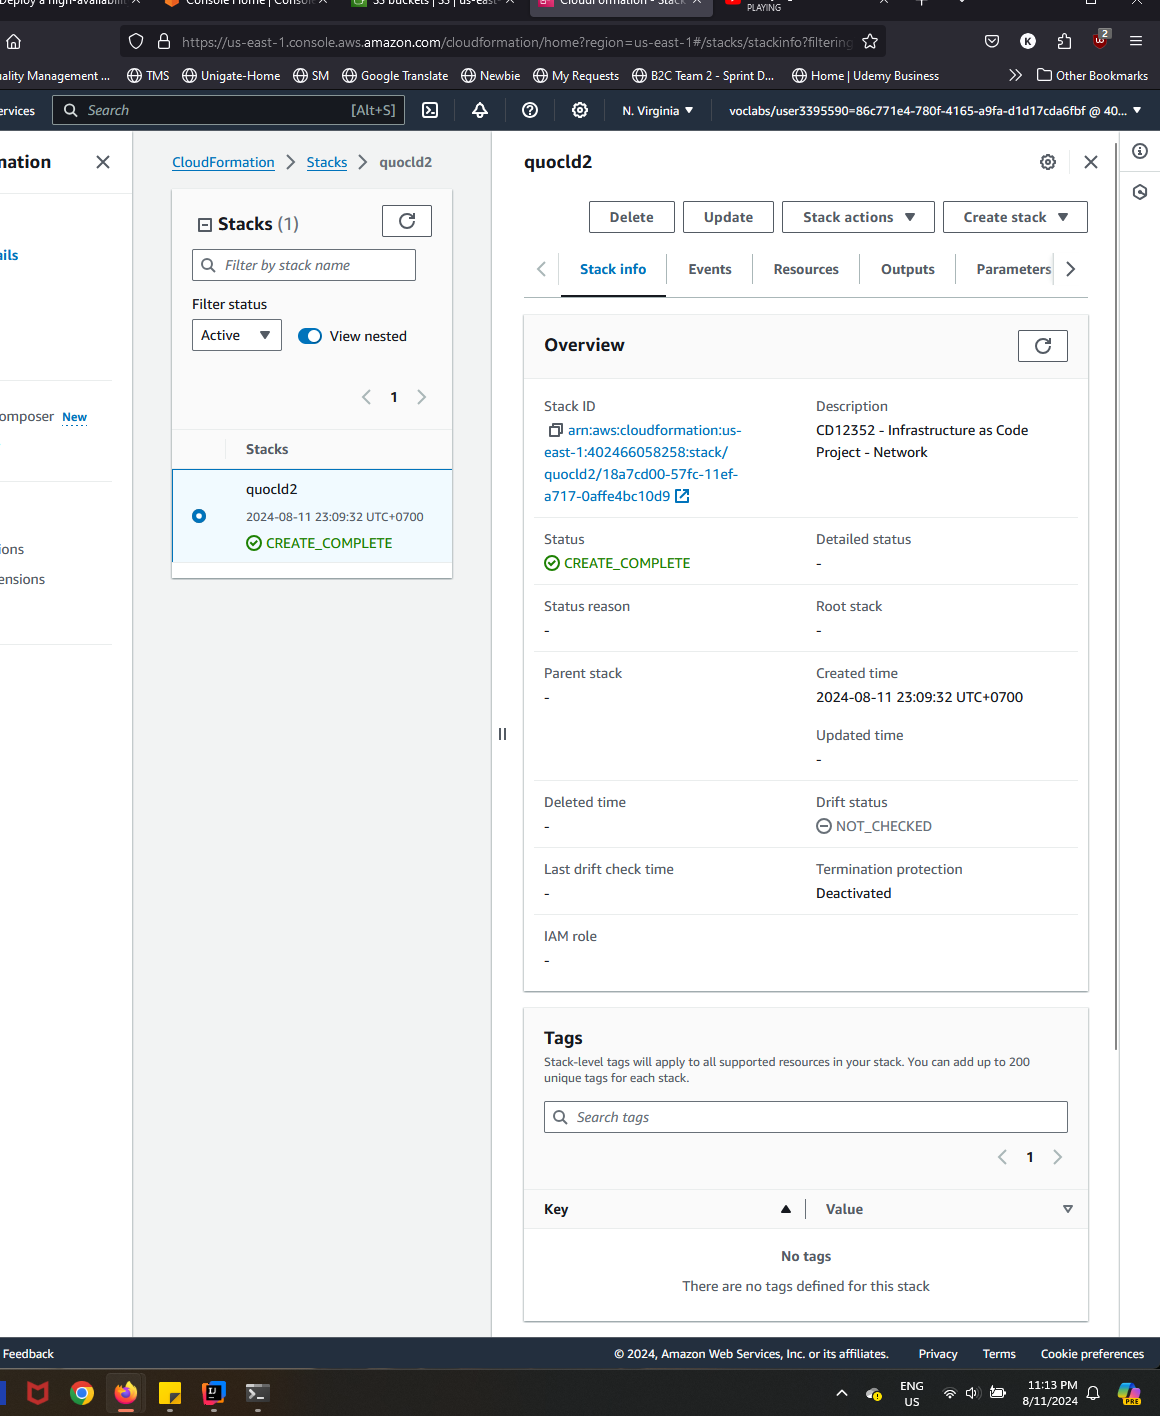 Deploy a high-availabilit
Console Home | Consol
S3 buckets | S3 | us-east-
CloudFormation - Stack
PLAYING
https://us-east-1.console.aws.amazon.com/cloudformation/home?region=us-east-1#/stacks/stackinfo?filtering
K
2
uality Management ...
TMS
Unigate-Home
SM
Google Translate
Newbie
My Requests
B2C Team 2 - Sprint D...
Home | Udemy Business
Other Bookmarks
ervices
Search
[Alt+S]
N. Virginia
voclabs/user3395590=86c771e4-780f-4165-a9fa-d1d17cda6fbf @ 40...
mation
CloudFormation
Stacks
quocld2
quocld2
Delete
Update
Stack actions
Create stack
Stacks (1)
Filter by stack name
Filter status
Active
View nested
1
Stacks
quocld2
2024-08-11 23:09:32 UTC+0700
CREATE_COMPLETE
ails
omposer New
ions
ensions
Stack info
Events
Resources
Outputs
Parameters
Overview
Stack ID
arn:aws:cloudformation:us-
east-1:402466058258:stack/
quocld2/18a7cd00-57fc-11ef-
a717-0affe4bc10d9
Description
CD12352 - Infrastructure as Code
Project - Network
Status
CREATE_COMPLETE
Detailed status
-
Status reason
-
Root stack
-
Parent stack
-
Created time
2024-08-11 23:09:32 UTC+0700
Updated time
-
Deleted time
-
Drift status
NOT_CHECKED
Last drift check time
-
Termination protection
Deactivated
IAM role
-
Tags
Stack-level tags will apply to all supported resources in your stack. You can add up to 200
unique tags for each stack.
Search tags
1
Key
Value
No tags
There are no tags defined for this stack
Feedback
© 2024, Amazon Web Services, Inc. or its affiliates.
Privacy
Terms
Cookie preferences
ENG
US
11:13 PM
8/11/2024
PRE